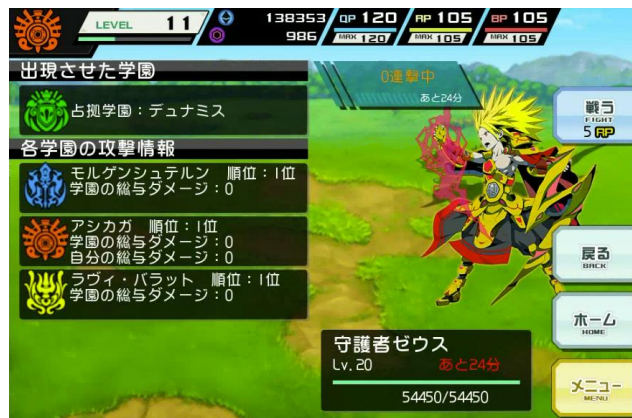 LEVEL 11
138353
986
QP 120
MAX 120
AP 105
MAX 105
BP 105
MAX 105
出現させた学園
占拠学園：デュナミス
各学園の攻撃情報
モルゲンシュテルン 順位：1位
学園の総与ダメージ：0
アシカガ 順位：1位
学園の総与ダメージ：0
自分の総与ダメージ：0
ラヴィ・バラット 順位：1位
学園の総与ダメージ：0
0連撃中
あと24分
戦う
FIGHT
5 AP
戻る
BACK
ホーム
HOME
メニュー
MENU
守護者ゼウス
Lv.20 あと24分
54450/54450